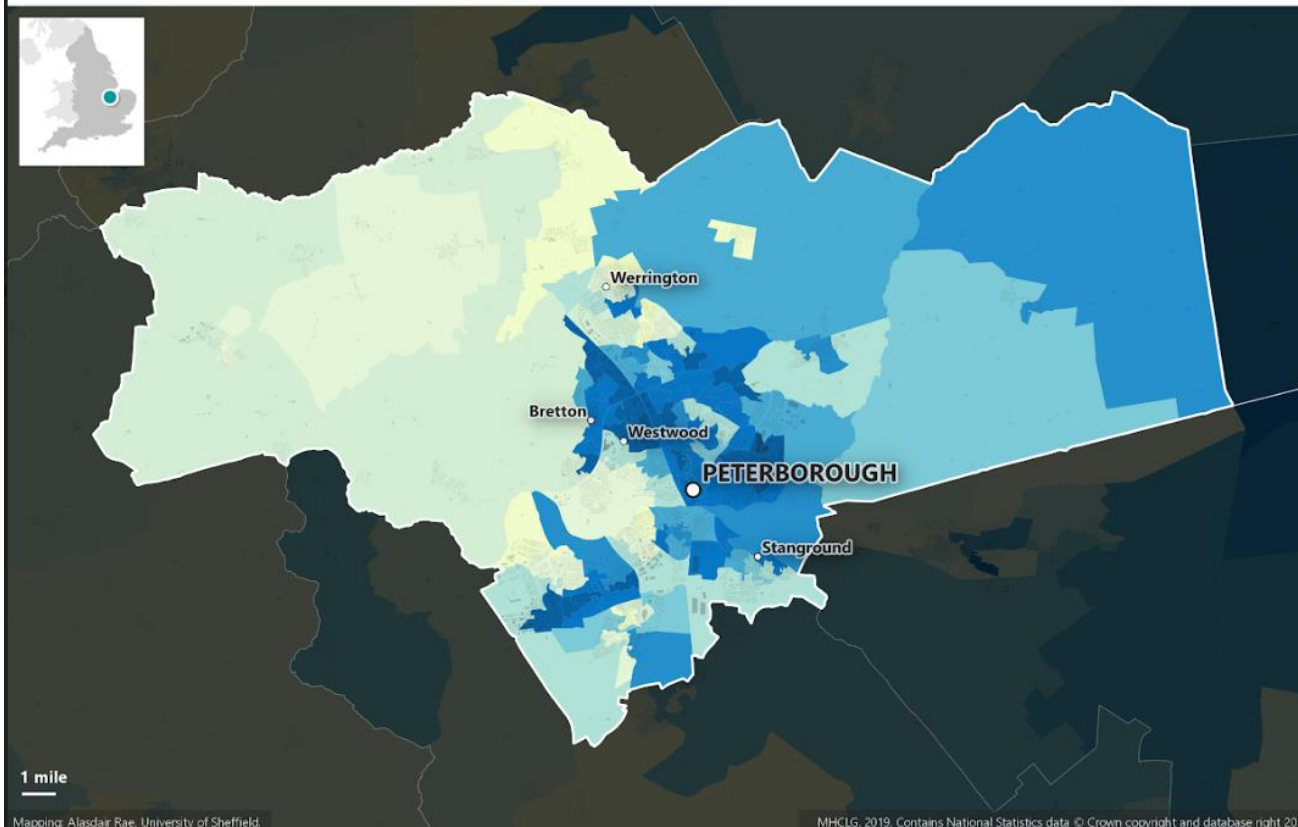 Werrington
Bretton
Westwood
PETERBOROUGH
Stanground
1 mile
Mapping: Alasdair Rae, University of Sheffield.
MHCLG, 2019. Contains National Statistics data © Crown copyright and database right 20